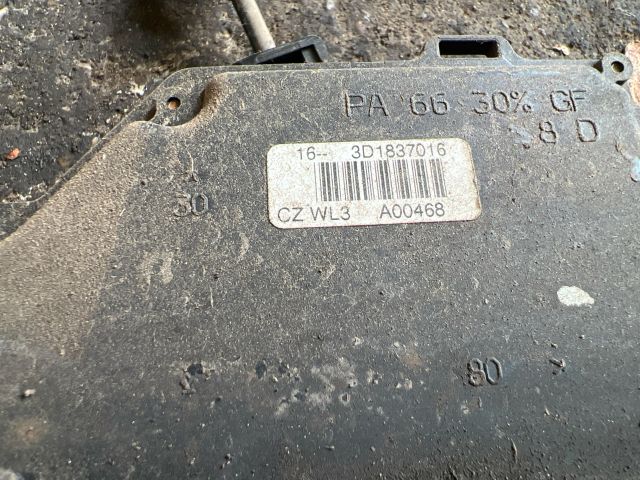 PA 66 30% GF
8 D
16-- 3D1837016
CZ WL3 A00468
30
80